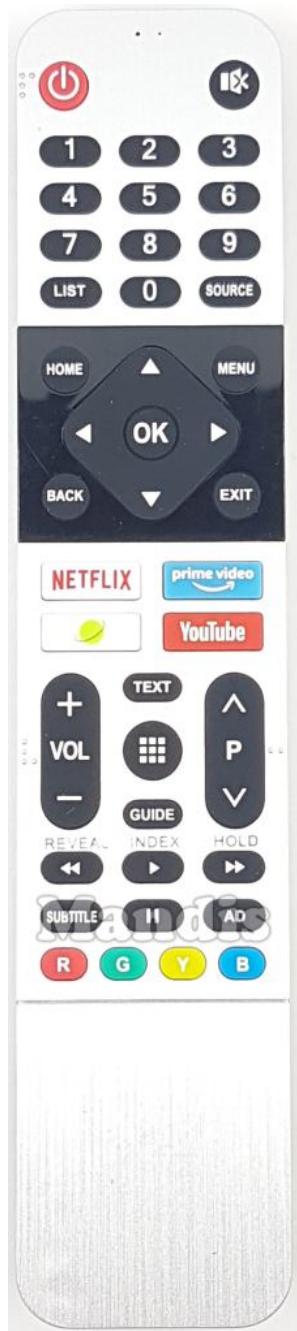 1 2 3
4 5 6
7 8 9
LIST 0 SOURCE
HOME MENU
OK
BACK EXIT
NETFLIX prime video
YouTube
TEXT
+
VOL P
−
GUIDE
REVEAL INDEX HOLD
SUBTITLE AD
Mandis
R G Y B